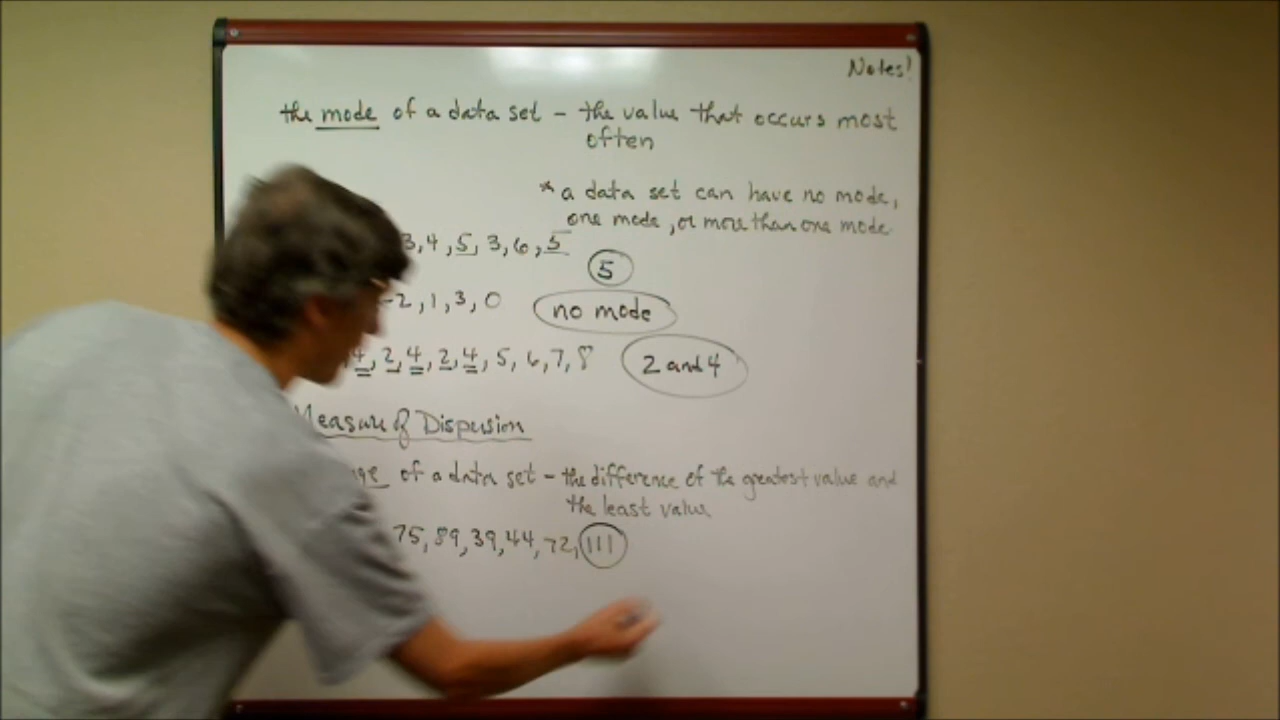 Notes!
the mode of a data set - the value that occurs most
often
* a data set can have no mode,
one mode, or more than one mode
3, 4, 5, 3, 6, 5
5
-2, 1, 3, 0 no mode
4, 2, 4, 2, 4, 5, 6, 7, 8 2 and 4
Measure of Dispersion
of a data set - the difference of the greatest value and
the least value
75, 89, 39, 44, 72, 111